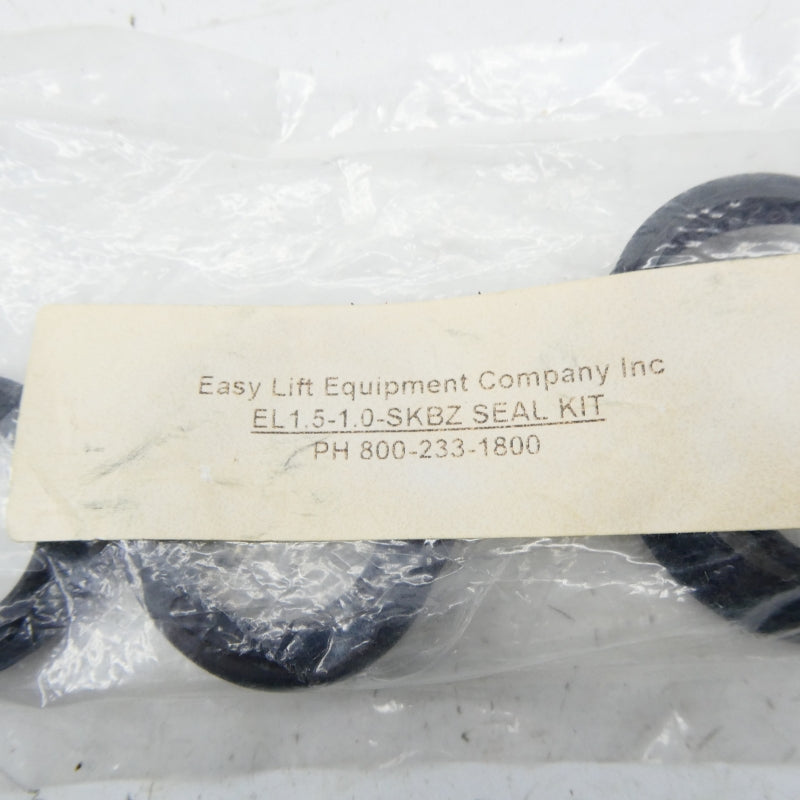 Easy Lift Equipment Company Inc
EL1.5-1.0-SKBZ SEAL KIT
PH 800-233-1800